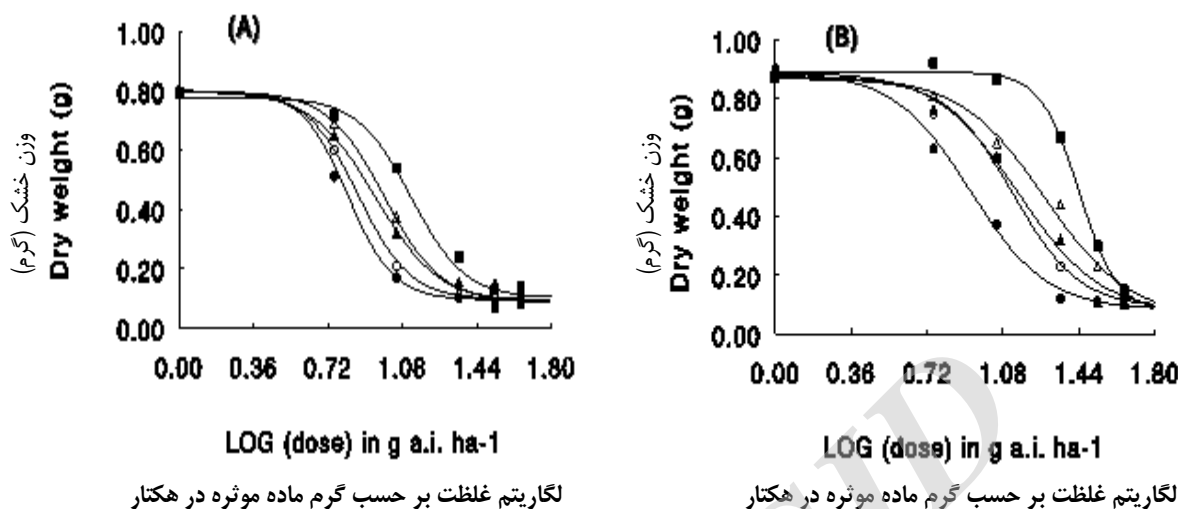 (A)
1.00
0.80
0.60
0.40
0.20
0.00
وزن خشک (گرم)
Dry weight (g)
0.00 0.36 0.72 1.08 1.44 1.80
LOG (dose) in g a.i. ha-1
لگاریتم غلظت بر حسب گرم ماده موثره در هکتار
(B)
1.00
0.80
0.60
0.40
0.20
0.00
وزن خشک (گرم)
Dry weight (g)
0.00 0.36 0.72 1.08 1.44 1.80
LOG (dose) in g a.i. ha-1
لگاریتم غلظت بر حسب گرم ماده موثره در هکتار